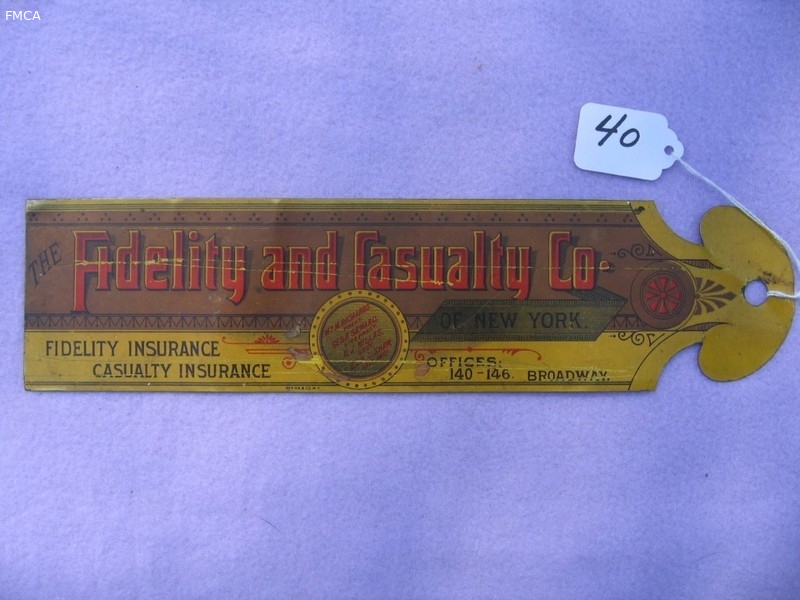 FMCA
40
THE
Fidelity and Casualty Co.
OF NEW YORK.
FIDELITY INSURANCE
CASUALTY INSURANCE
OFFICES:
140-146. BROADWAY.